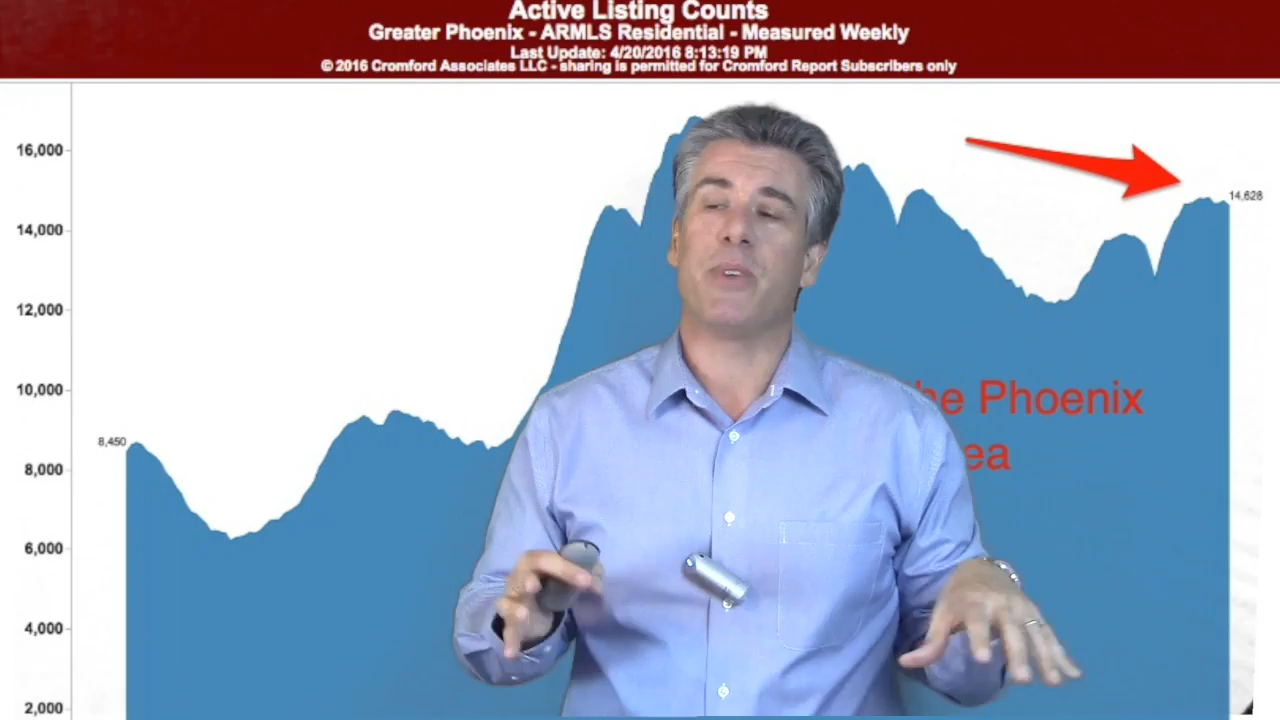 Active Listing Counts
Greater Phoenix - ARMLS Residential - Measured Weekly
Last Update: 4/20/2016 8:13:19 PM
© 2016 Cromford Associates LLC - sharing is permitted for Cromford Report Subscribers only
16,000
14,628
14,000
12,000
10,000
he Phoenix
8,450
ea
8,000
6,000
4,000
2,000